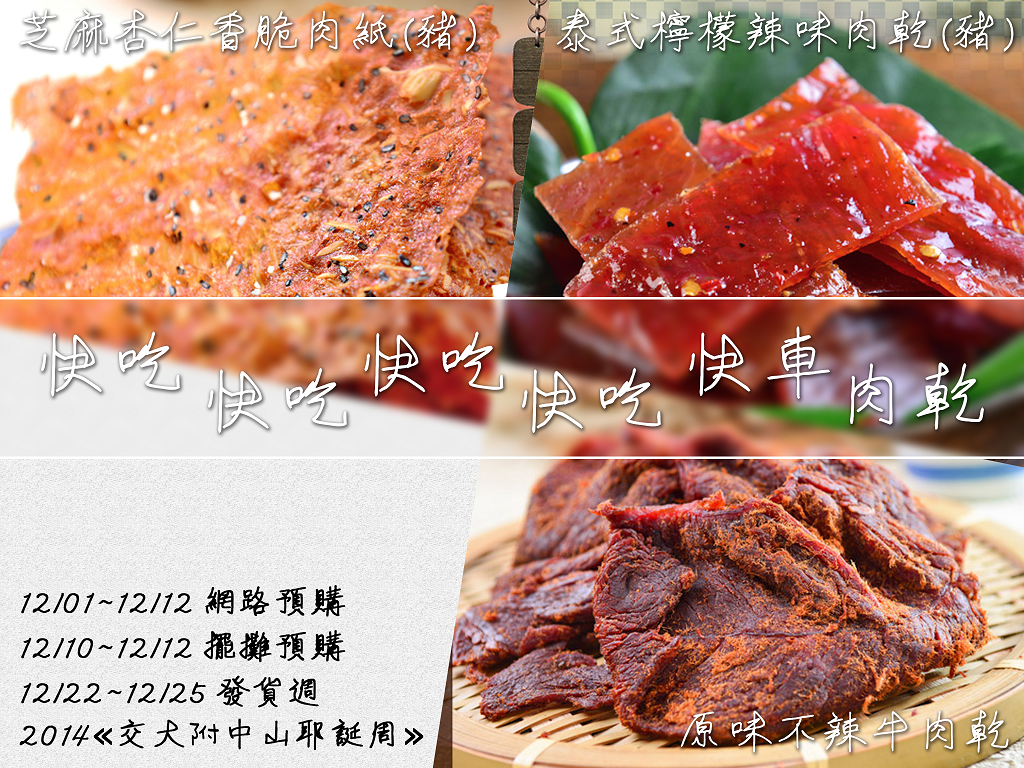 芝麻杏仁香脆肉紙(豬)
泰式檸檬辣味肉乾(豬)
快吃快吃快吃快吃快車肉乾
12/01~12/12 網路預購
12/10~12/12 擺攤預購
12/22~12/25 發貨週
2014《交犬附中山耶誕周》
原味不辣牛肉乾